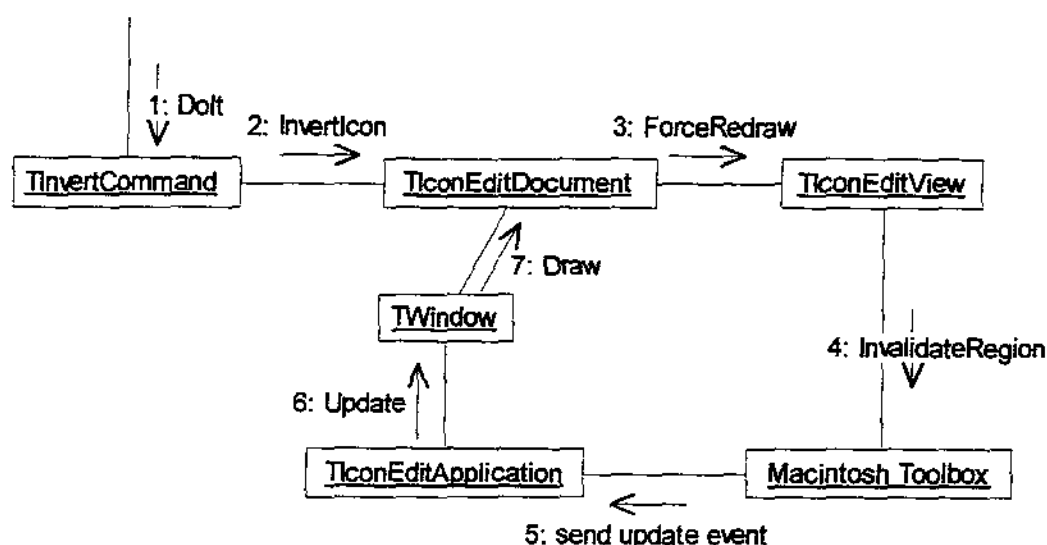 1: DoIt
2: InvertIcon
3: ForceRedraw
TInvertCommand
TIconEditDocument
TIconEditView
7: Draw
TWindow
4: InvalidateRegion
6: Update
TIconEditApplication
Macintosh Toolbox
5: send update event